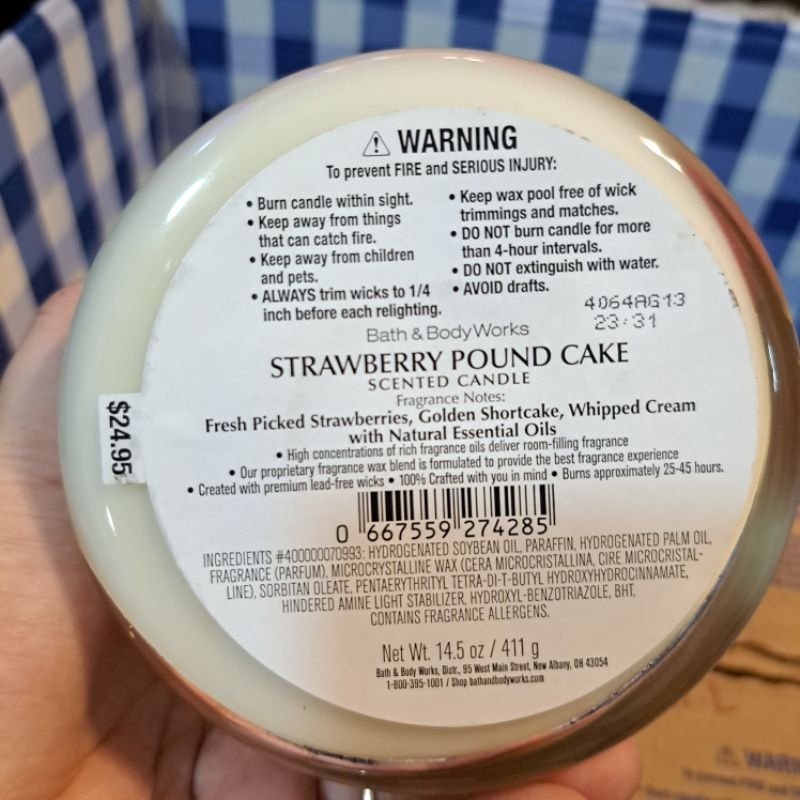 WARNING
To prevent FIRE and SERIOUS INJURY:
• Burn candle within sight.
• Keep away from things
that can catch fire.
• Keep away from children
and pets.
• ALWAYS trim wicks to 1/4
inch before each relighting.
• Keep wax pool free of wick
trimmings and matches.
• DO NOT burn candle for more
than 4-hour intervals.
• DO NOT extinguish with water.
• AVOID drafts.
4064AG13
23:31
Bath & Body Works
STRAWBERRY POUND CAKE
SCENTED CANDLE
Fragrance Notes:
Fresh Picked Strawberries, Golden Shortcake, Whipped Cream
with Natural Essential Oils
• High concentrations of rich fragrance oils deliver room-filling fragrance
• Our proprietary fragrance wax blend is formulated to provide the best fragrance experience
• Created with premium lead-free wicks • 100% Crafted with you in mind • Burns approximately 25-45 hours.
$24.95
0 667559 274285
INGREDIENTS #400000070993: HYDROGENATED SOYBEAN OIL, PARAFFIN, HYDROGENATED PALM OIL,
FRAGRANCE (PARFUM), MICROCRYSTALLINE WAX (CERA MICROCRISTALLINA, CIRE MICROCRISTAL-
LINE), SORBITAN OLEATE, PENTAERYTHRITYL TETRA-DI-T-BUTYL HYDROXYHYDROCINNAMATE,
HINDERED AMINE LIGHT STABILIZER, HYDROXYL-BENZOTRIAZOLE, BHT.
CONTAINS FRAGRANCE ALLERGENS.
Net Wt. 14.5 oz / 411 g
Bath & Body Works, Distr., 95 West Main Street, New Albany, OH 43054
1-800-395-1001 / Shop bathandbodyworks.com